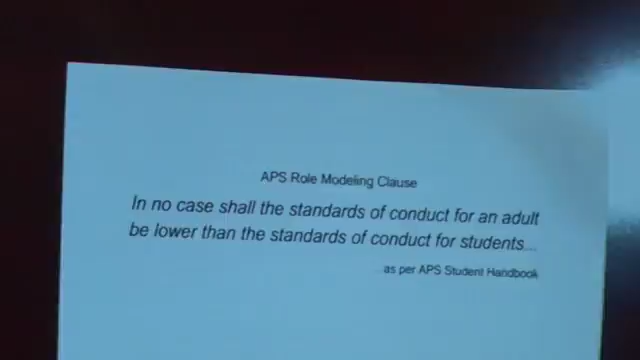 APS Role Modeling Clause
In no case shall the standards of conduct for an adult
be lower than the standards of conduct for students...
as per APS Student Handbook